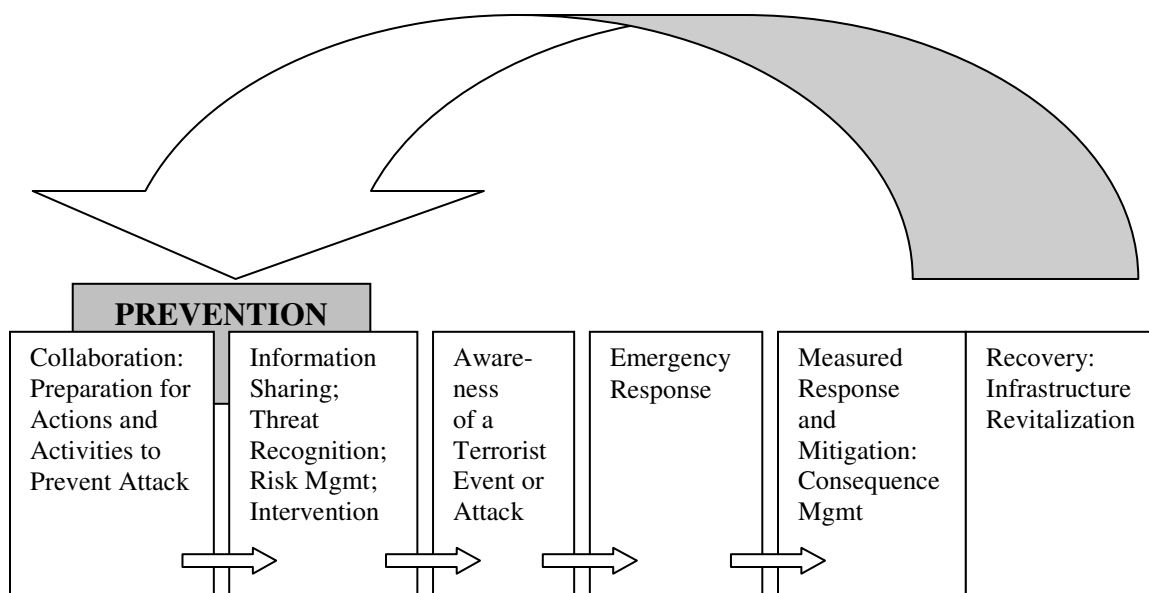 PREVENTION
Collaboration:
Preparation for
Actions and
Activities to
Prevent Attack
Information
Sharing;
Threat
Recognition;
Risk Mgmt;
Intervention
Aware-
ness
of a
Terrorist
Event or
Attack
Emergency
Response
Measured
Response
and
Mitigation:
Consequence
Mgmt
Recovery:
Infrastructure
Revitalization